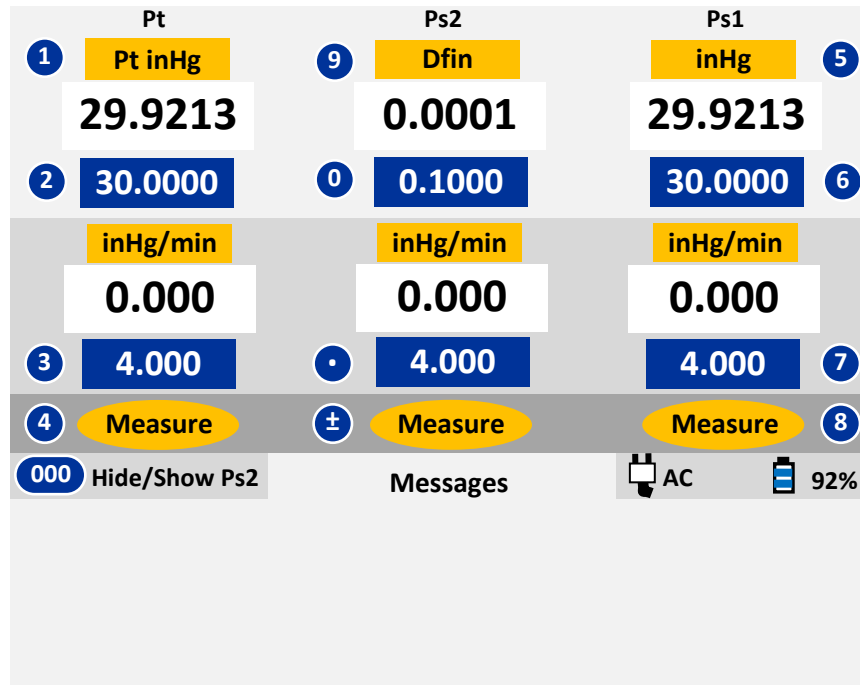 Pt Ps2 Ps1
1 Pt inHg 9 Dfin inHg 5
29.9213 0.0001 29.9213
2 30.0000 0 0.1000 30.0000 6
inHg/min inHg/min inHg/min
0.000 0.000 0.000
3 4.000 • 4.000 4.000 7
4 Measure ± Measure Measure 8
000 Hide/Show Ps2 Messages AC 92%